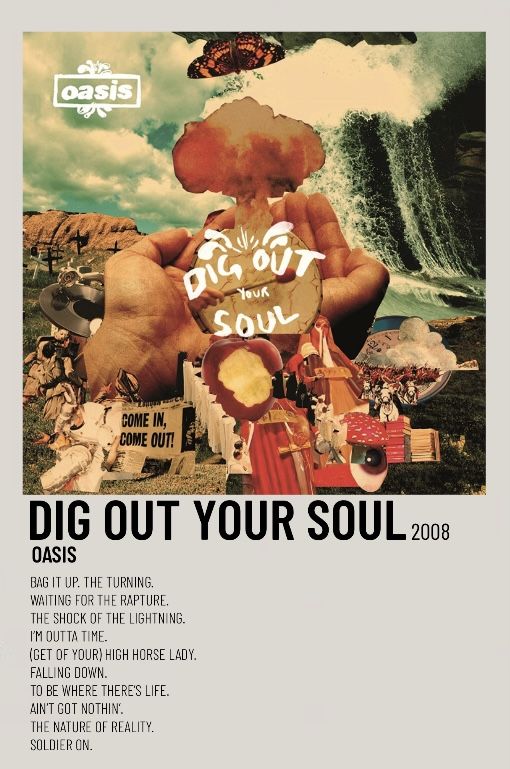 oasis
DIG OUT
YOUR
SOUL
COME IN,
COME OUT!
DIG OUT YOUR SOUL 2008
OASIS
BAG IT UP. THE TURNING.
WAITING FOR THE RAPTURE.
THE SHOCK OF THE LIGHTNING.
I'M OUTTA TIME.
(GET OF YOUR) HIGH HORSE LADY.
FALLING DOWN.
TO BE WHERE THERE'S LIFE.
AIN'T GOT NOTHIN'.
THE NATURE OF REALITY.
SOLDIER ON.